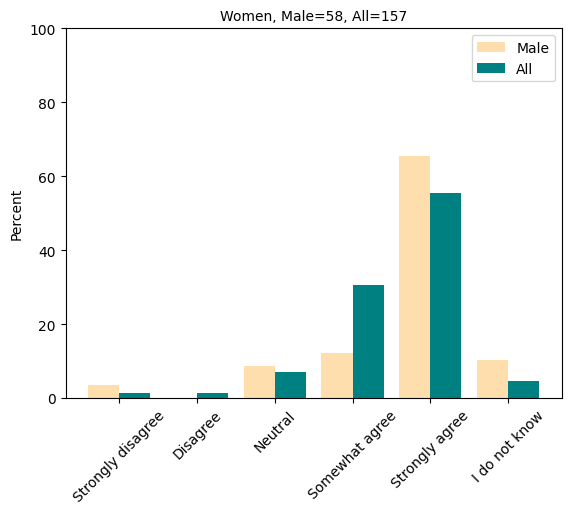 Women, Male=58, All=157
Male
All
Percent
100
80
60
40
20
0
Strongly disagree
Disagree
Neutral
Somewhat agree
Strongly agree
I do not know